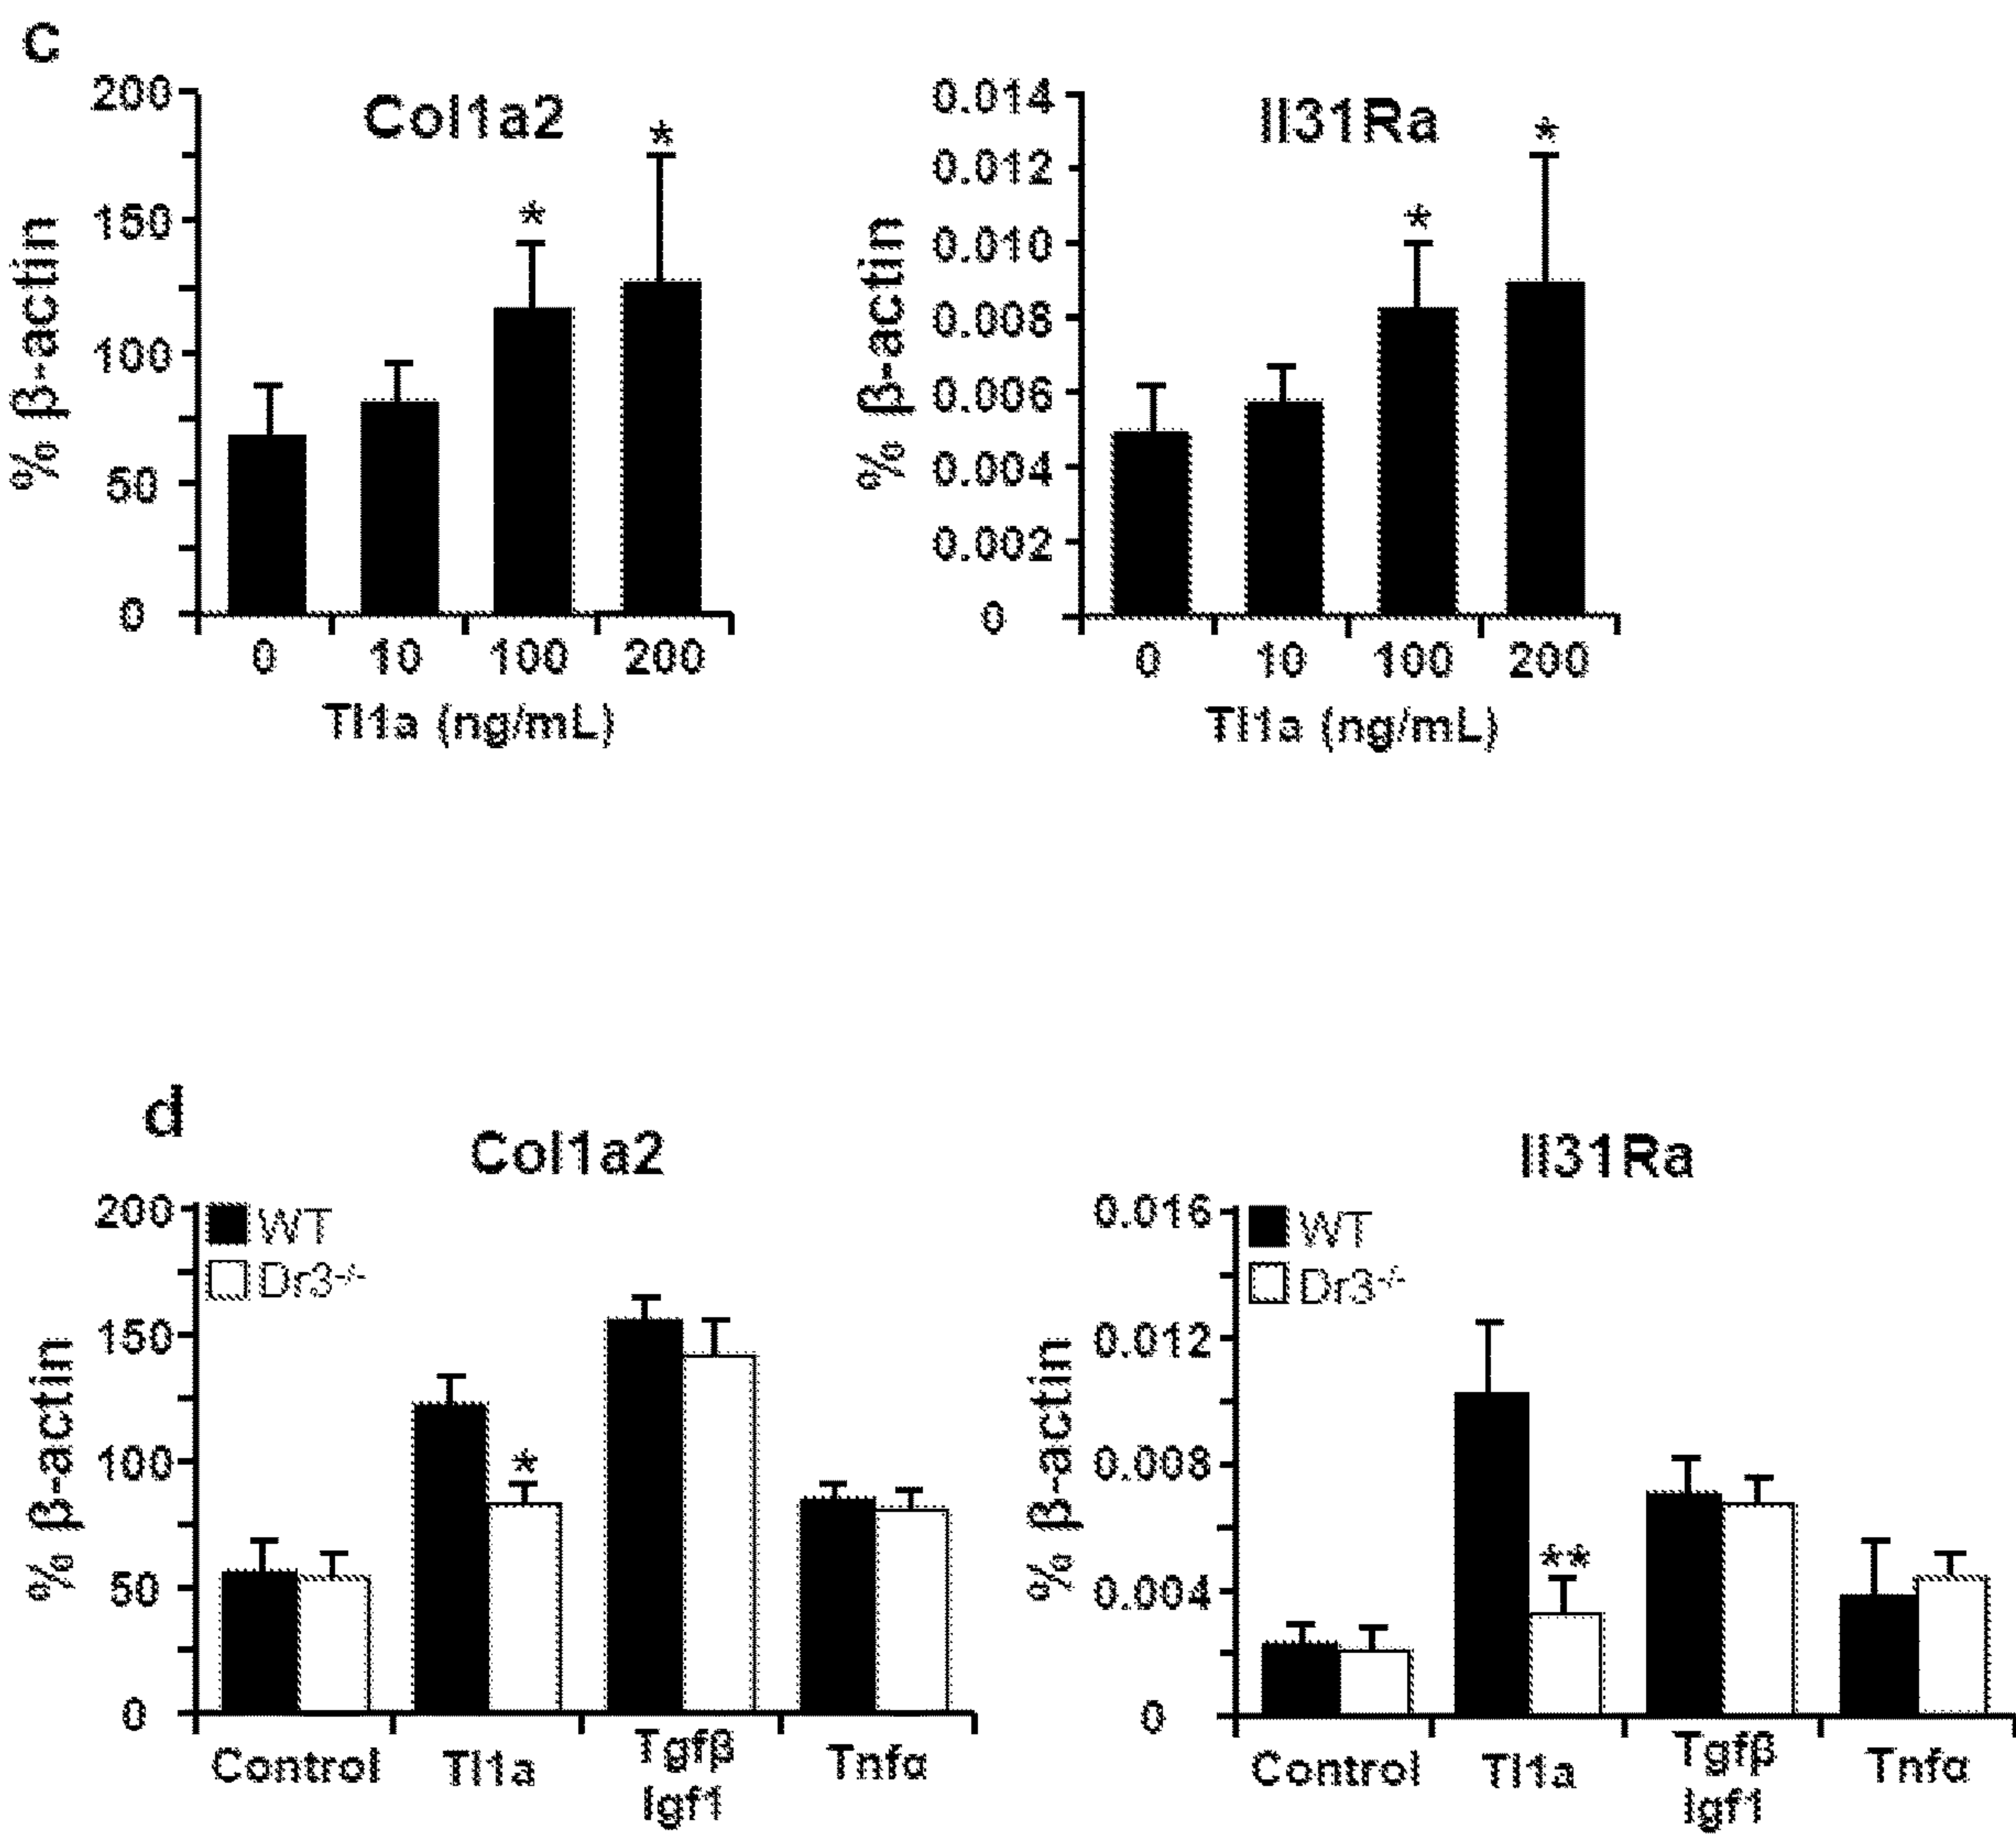 c
Col1a2
% β-actin
200
150
100
50
0
*
*
0 10 100 200
Tl1a (ng/mL)
Il31Ra
% β-actin
0.014
0.012
0.010
0.008
0.006
0.004
0.002
0
*
*
0 10 100 200
Tl1a (ng/mL)
d
Col1a2
WT
Dr3-/-
% β-actin
200
150
100
50
0
*
Control Tl1a Tgfβ Tnfα
Igf1
Il31Ra
WT
Dr3-/-
% β-actin
0.016
0.012
0.008
0.004
0
**
Control Tl1a Tgfβ Tnfα
Igf1